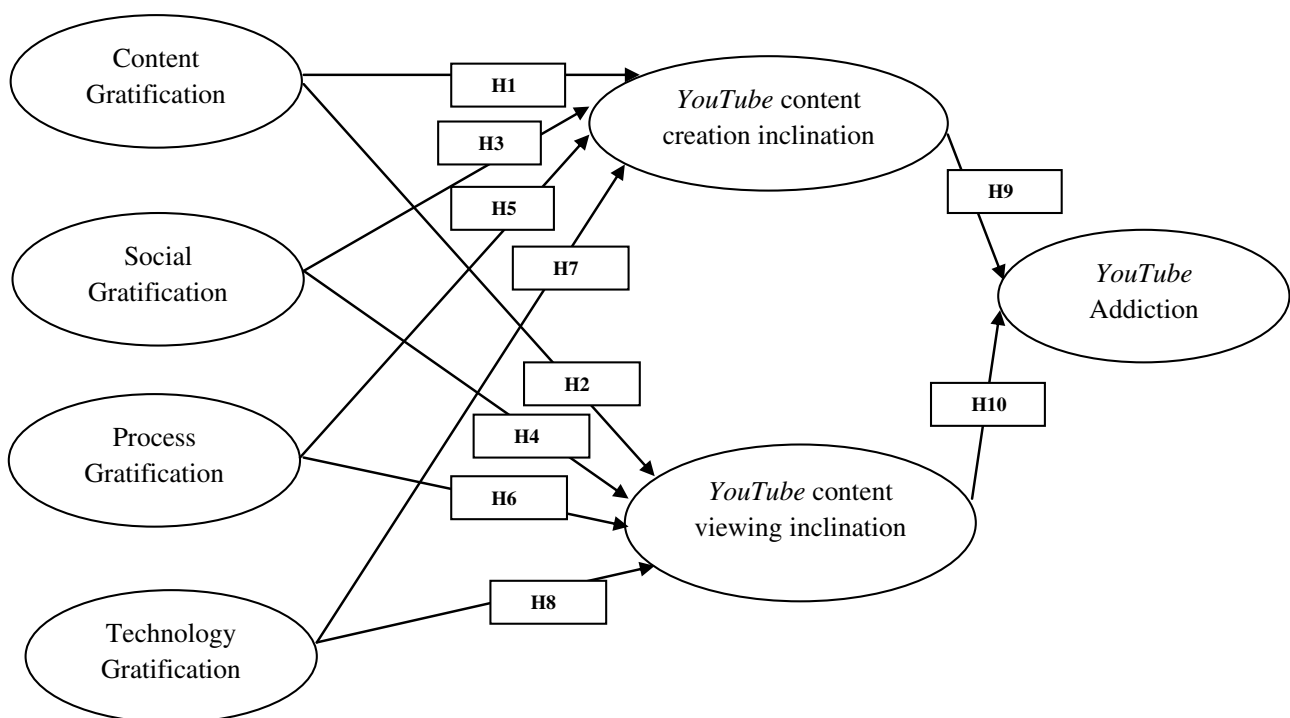 Content
Gratification
H1
YouTube content
creation inclination
H3
H5
H9
Social
Gratification
H7
YouTube
Addiction
H2
H10
H4
Process
Gratification
H6
YouTube content
viewing inclination
H8
Technology
Gratification